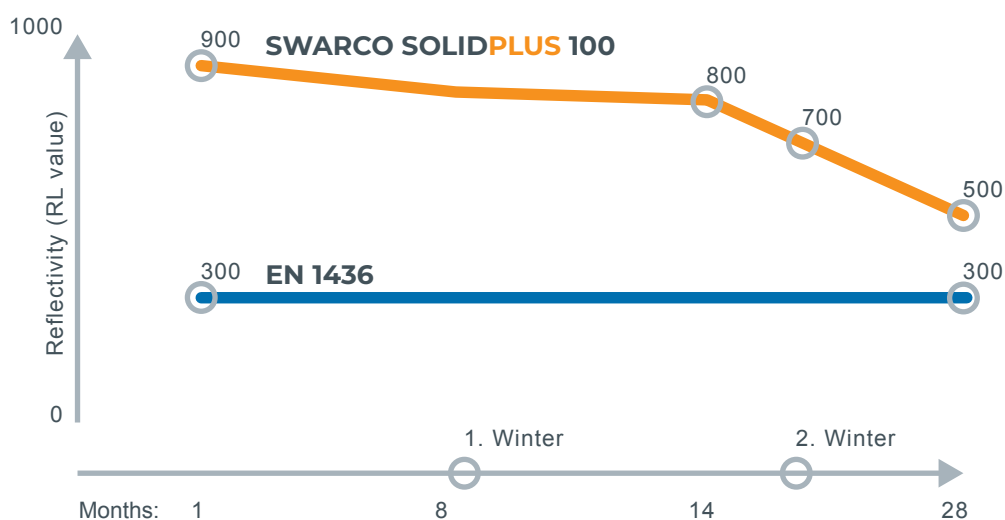 1000
900
SWARCO SOLIDPLUS 100
800
700
500
Reflectivity (RL value)
300
EN 1436
300
0
1. Winter
2. Winter
Months: 1 8 14 28